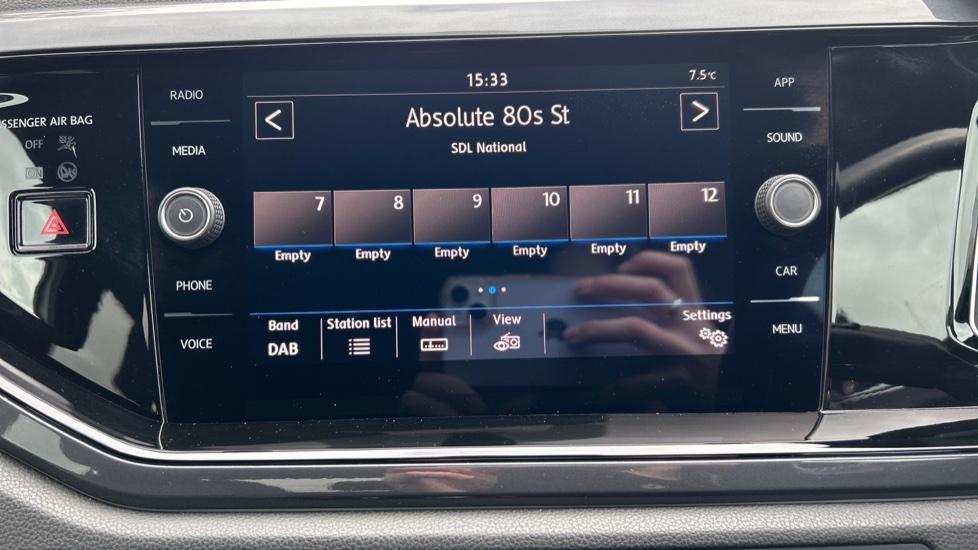 15:33
7.5°C
Absolute 80s St
SDL National
7 8 9 10 11 12
Empty Empty Empty Empty Empty Empty
Band Station list Manual View Settings
DAB
RADIO
MEDIA
PHONE
VOICE
APP
SOUND
CAR
MENU
AIR BAG
OFF
ON